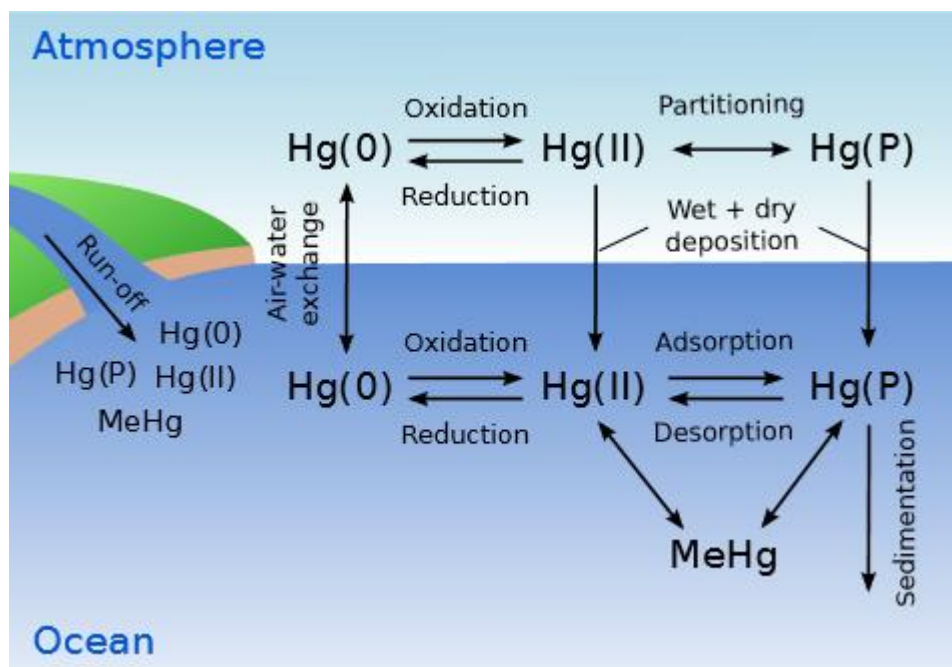 Atmosphere
Oxidation
Partitioning
Hg(0)
Hg(II)
Hg(P)
Reduction
Wet + dry
deposition
Air-water
exchange
Run-off
Hg(0)
Hg(P)
Hg(II)
MeHg
Oxidation
Adsorption
Hg(0)
Hg(II)
Hg(P)
Reduction
Desorption
MeHg
Sedimentation
Ocean